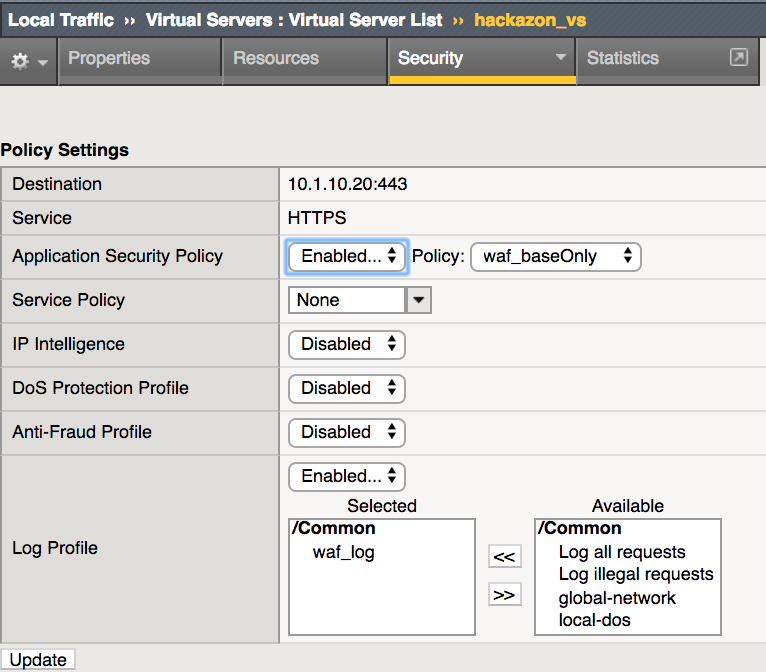 Local Traffic ›› Virtual Servers : Virtual Server List ›› hackazon_vs
Properties Resources Security Statistics
Policy Settings
Destination 10.1.10.20:443
Service HTTPS
Application Security Policy Enabled... Policy: waf_baseOnly
Service Policy None
IP Intelligence Disabled
DoS Protection Profile Disabled
Anti-Fraud Profile Disabled
Enabled...
Selected Available
/Common /Common
waf_log Log all requests
Log Profile << Log illegal requests
>> global-network
local-dos
Update